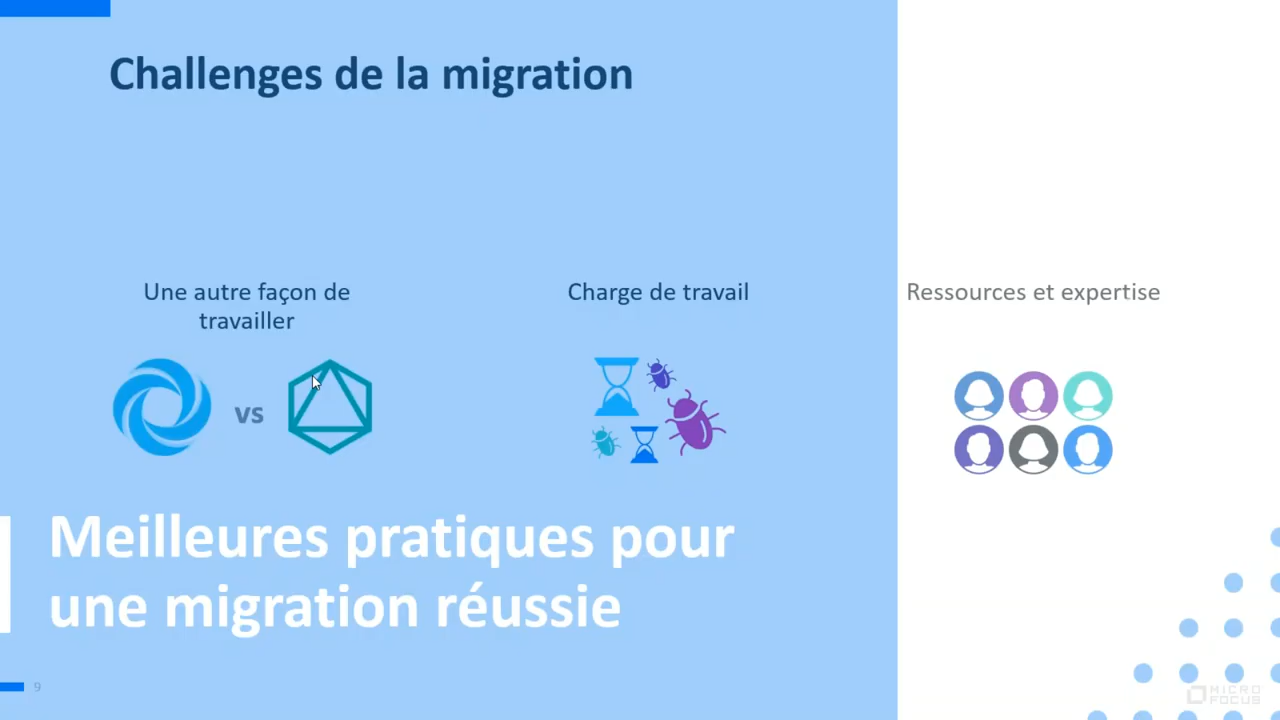 Challenges de la migration
Une autre façon de
travailler
Charge de travail
Ressources et expertise
vs
Meilleures pratiques pour
une migration réussie
9
MICRO
FOCUS